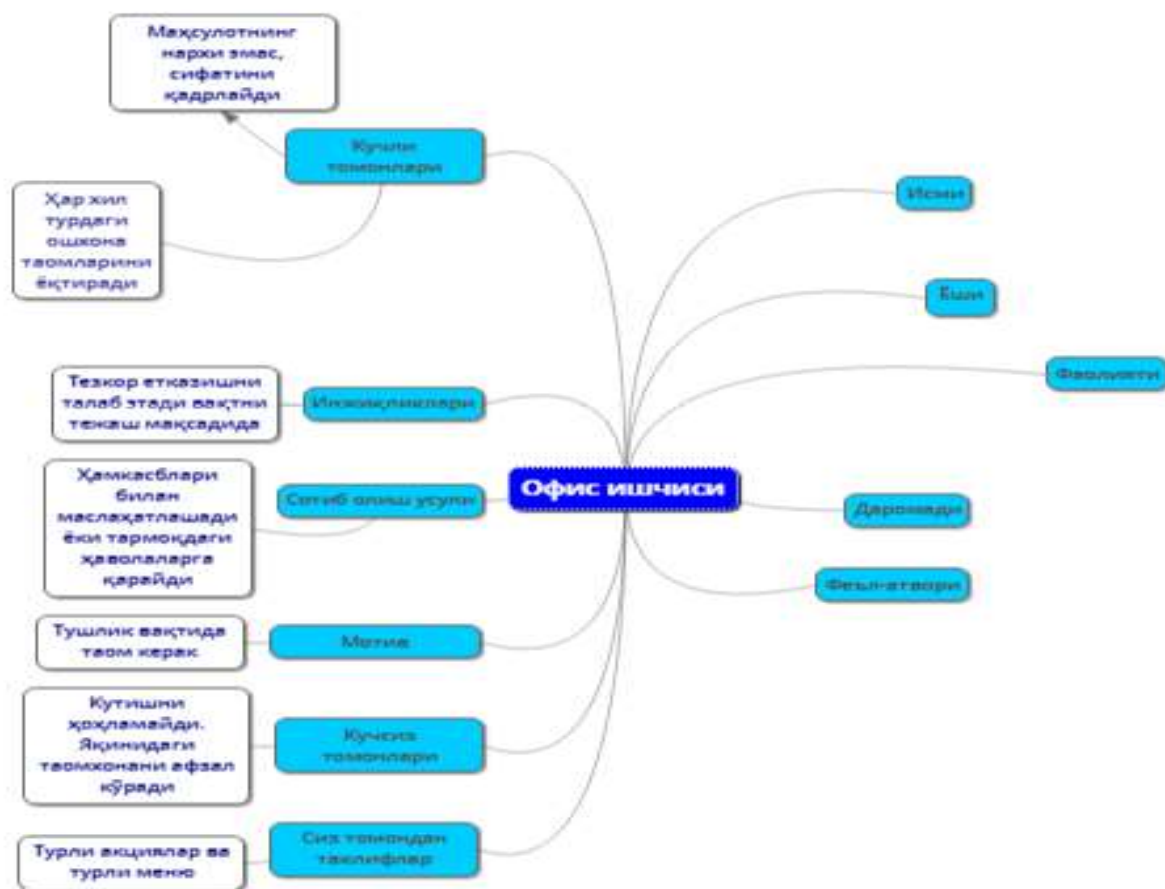 Маҳсулотнинг
нархи эмас,
сифатини
қадрлайди
Кучли
томонлари
Ҳар хил
турдаги
ошхона
таомларини
ёқтиради
Исми
Ёши
Фаолияти
Тезкор етказишни
талаб этади вақтни
тежаш мақсадида
Инжиқликлари
Ҳамкасблари
билан
маслаҳатлашади
ёки тармоқдаги
ҳаволаларга
қарайди
Сотиб олиш усули
Офис ишчиси
Даромади
Феъл-атвори
Тушлик вақтида
таом керак
Мотив
Кутишни
ҳоҳламайди.
Яқинидаги
таомхонани афзал
кўради
Кучсиз
томонлари
Турли акциялар ва
турли меню
Сиз томондан
таклифлар